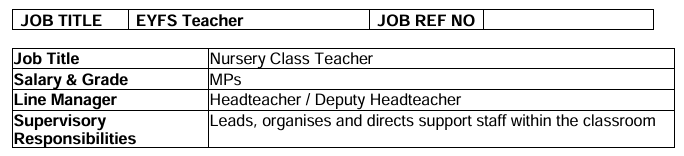 JOB TITLE EYFS Teacher JOB REF NO
Job Title Nursery Class Teacher
Salary & Grade MPs
Line Manager Headteacher / Deputy Headteacher
Supervisory Leads, organises and directs support staff within the classroom
Responsibilities